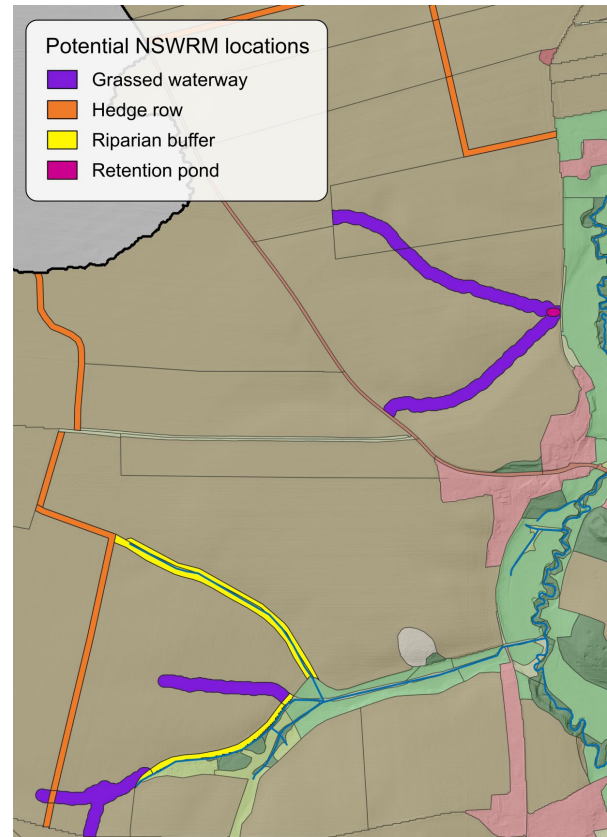 Potential NSWRM locations
Grassed waterway
Hedge row
Riparian buffer
Retention pond